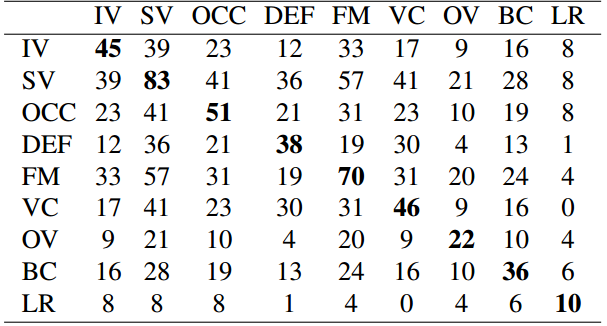 IV SV OCC DEF FM VC OV BC LR
IV 45 39 23 12 33 17 9 16 8
SV 39 83 41 36 57 41 21 28 8
OCC 23 41 51 21 31 23 10 19 8
DEF 12 36 21 38 19 30 4 13 1
FM 33 57 31 19 70 31 20 24 4
VC 17 41 23 30 31 46 9 16 0
OV 9 21 10 4 20 9 22 10 4
BC 16 28 19 13 24 16 10 36 6
LR 8 8 8 1 4 0 4 6 10